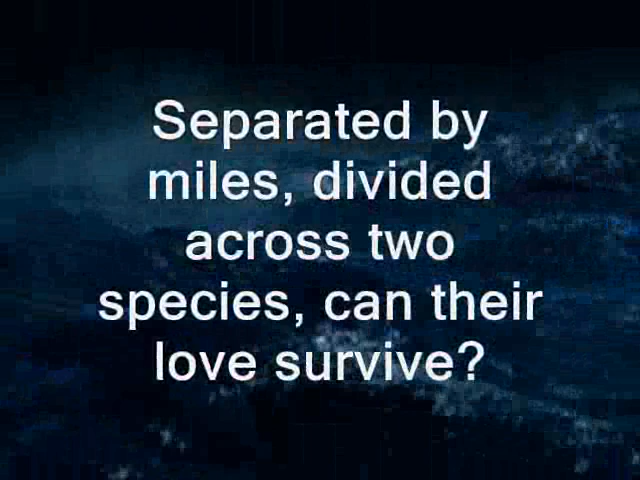 Separated by
miles, divided
across two
species, can their
love survive?